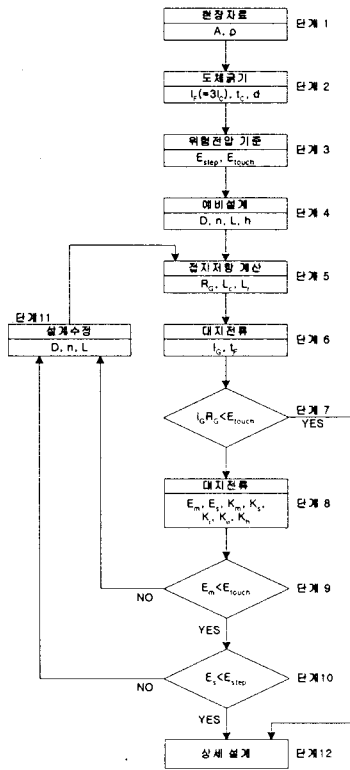 현장자료
단계 1
A, ρ
도체굵기
단계 2
I_F(=3I_0), t_c, d
위험전압 기준
단계 3
E_step, E_touch
예비설계
단계 4
D, n, L, h
접지저항 계산
단계 5
R_G, L_c, L_r
단계11
설계수정
D, n, L
대지전류
단계 6
I_G, t_F
단계 7
I_G R_G<E_touch
YES
대지전류
단계 8
E_m, E_s, K_m, K_s,
K_i, K_ii, K_h
E_m<E_touch
단계 9
NO
YES
E_s<E_step
단계10
NO
YES
상세 설계
단계12